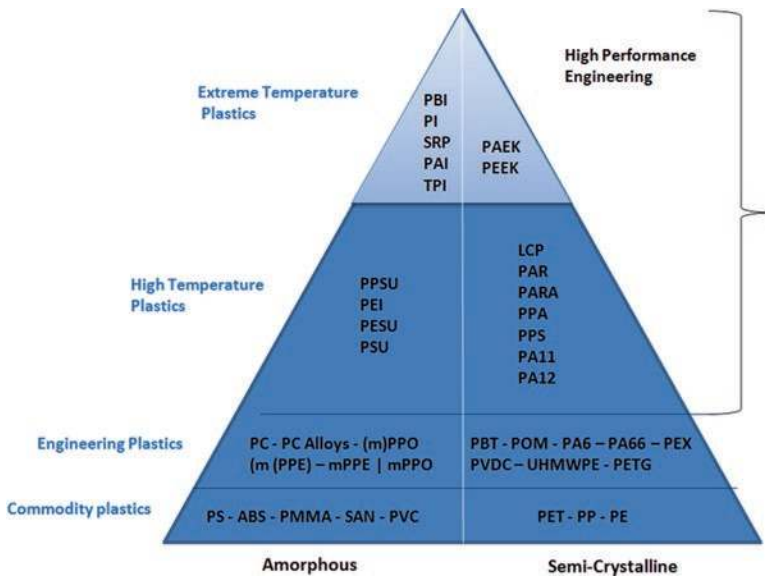 High Performance
Engineering
Extreme Temperature
Plastics
PBI
PI
SRP
PAI
TPI
PAEK
PEEK
High Temperature
Plastics
PPSU
PEI
PESU
PSU
LCP
PAR
PARA
PPA
PPS
PA11
PA12
Engineering Plastics
PC - PC Alloys - (m)PPO
(m (PPE) – mPPE | mPPO
PBT - POM - PA6 – PA66 – PEX
PVDC – UHMWPE - PETG
Commodity plastics
PS - ABS - PMMA - SAN - PVC
PET - PP - PE
Amorphous
Semi-Crystalline